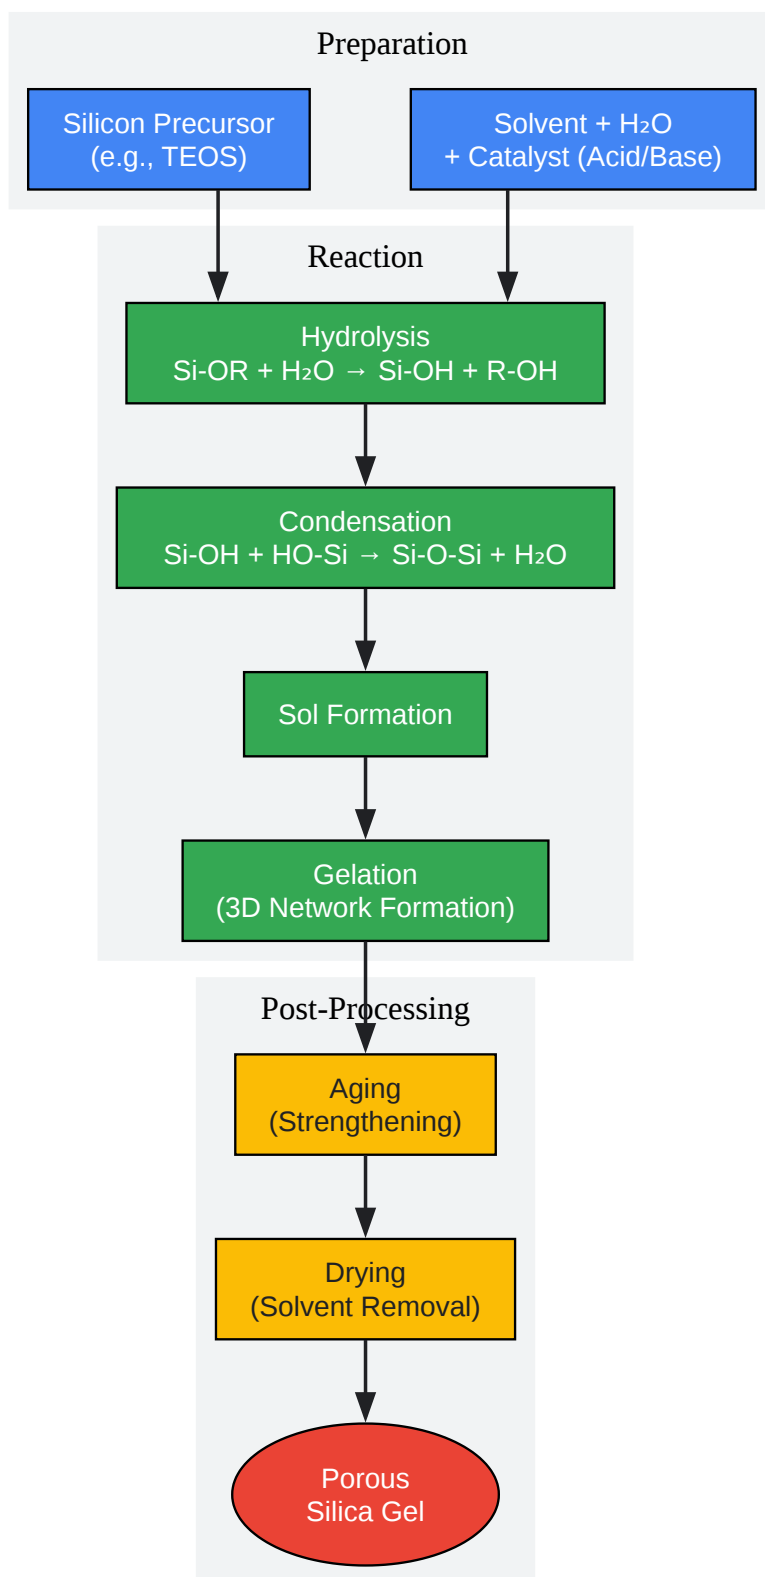 Preparation
Silicon Precursor
(e.g., TEOS)
Solvent + H₂O
+ Catalyst (Acid/Base)
Reaction
Hydrolysis
Si-OR + H₂O → Si-OH + R-OH
Condensation
Si-OH + HO-Si → Si-O-Si + H₂O
Sol Formation
Gelation
(3D Network Formation)
Post-Processing
Aging
(Strengthening)
Drying
(Solvent Removal)
Porous
Silica Gel